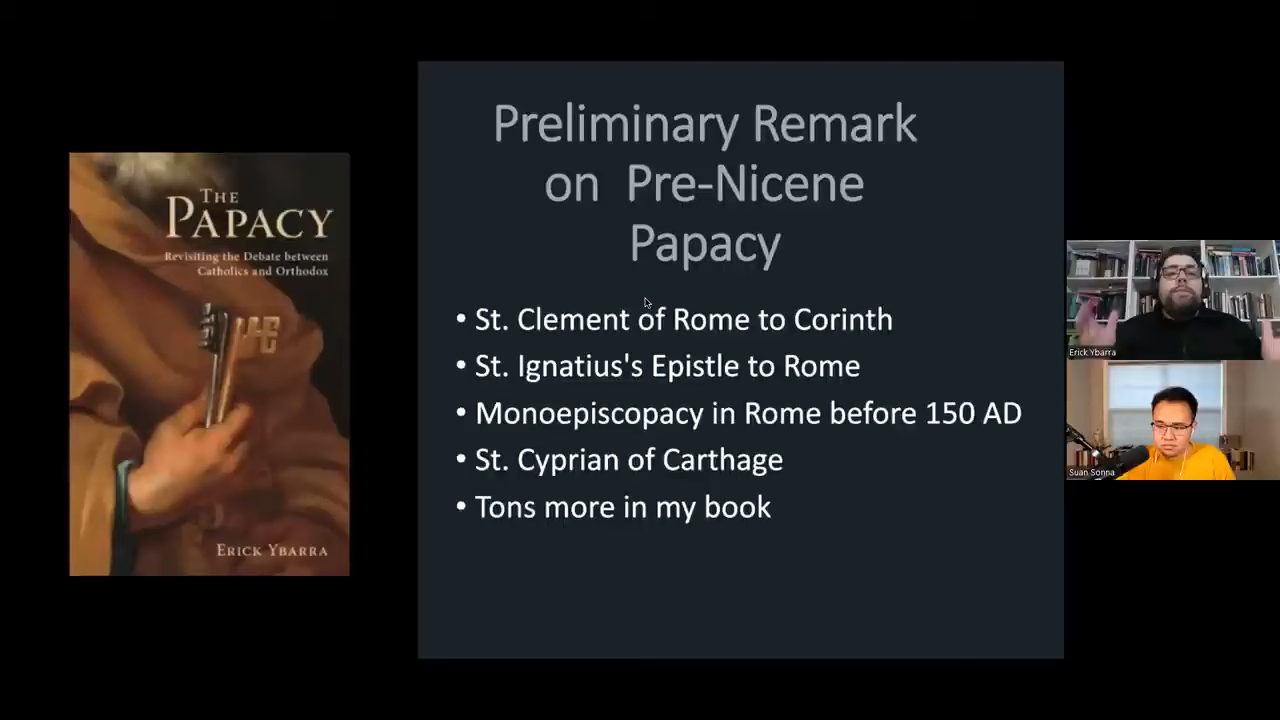 THE
PAPACY
Revisiting the Debate between
Catholics and Orthodox
ERICK YBARRA
Preliminary Remark
on Pre-Nicene
Papacy
• St. Clement of Rome to Corinth
• St. Ignatius's Epistle to Rome
• Monoepiscopacy in Rome before 150 AD
• St. Cyprian of Carthage
• Tons more in my book
Erick Ybarra
Suan Sonna